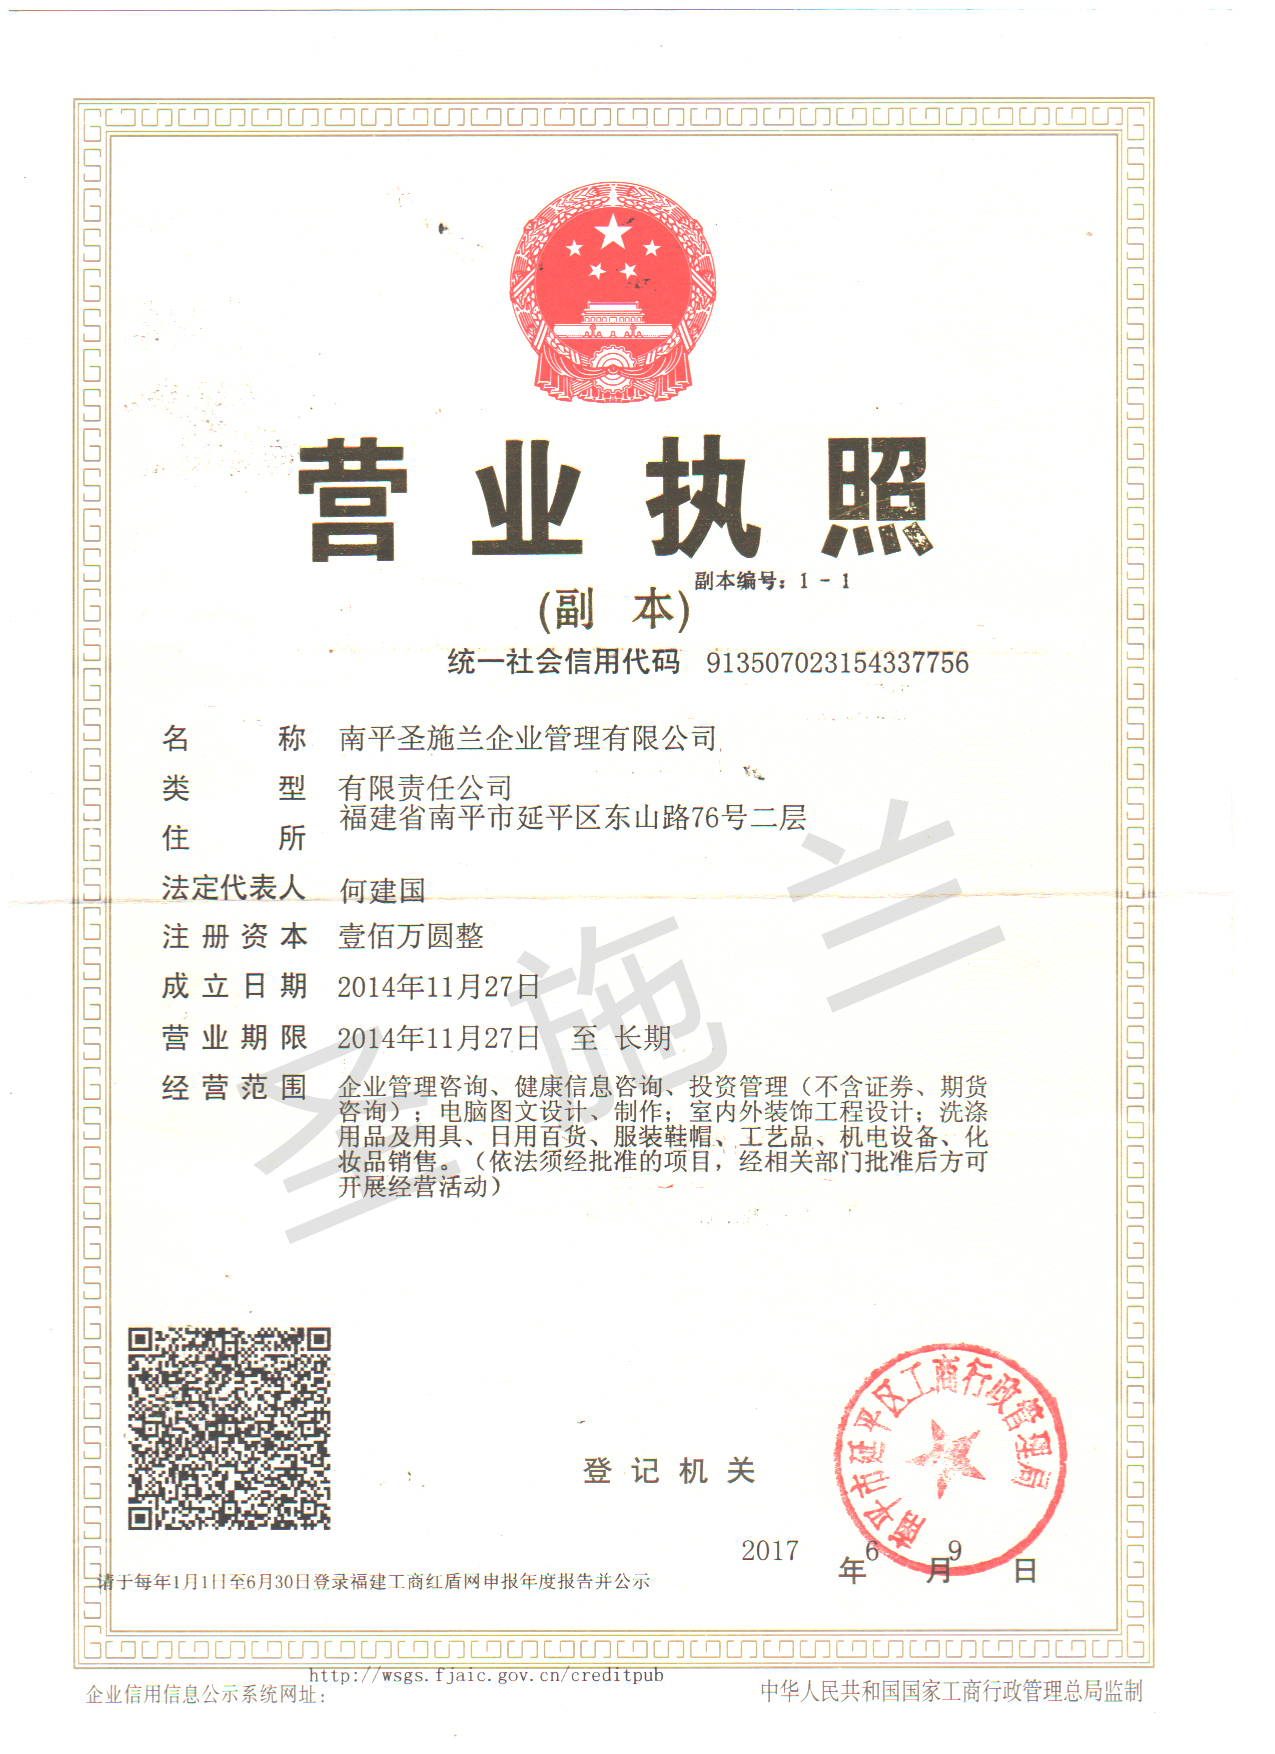 营业执照
副本编号：1－1
(副 本)
统一社会信用代码 913507023154337756
名 称 南平圣施兰企业管理有限公司
类 型 有限责任公司
住 所 福建省南平市延平区东山路76号二层
法定代表人 何建国
注册资本 壹佰万圆整
成立日期 2014年11月27日
营业期限 2014年11月27日 至 长期
经营范围 企业管理咨询、健康信息咨询、投资管理（不含证券、期货
咨询）；电脑图文设计、制作；室内外装饰工程设计；洗涤
用品及用具、日用百货、服装鞋帽、工艺品、机电设备、化
妆品销售。（依法须经批准的项目，经相关部门批准后方可
开展经营活动）
圣施兰
登记机关
南平市延平区工商行政管理局
2017年6月9日
请于每年1月1日至6月30日登录福建工商红盾网申报年度报告并公示
http://wsgs.fjaic.gov.cn/creditpub
企业信用信息公示系统网址：
中华人民共和国国家工商行政管理总局监制